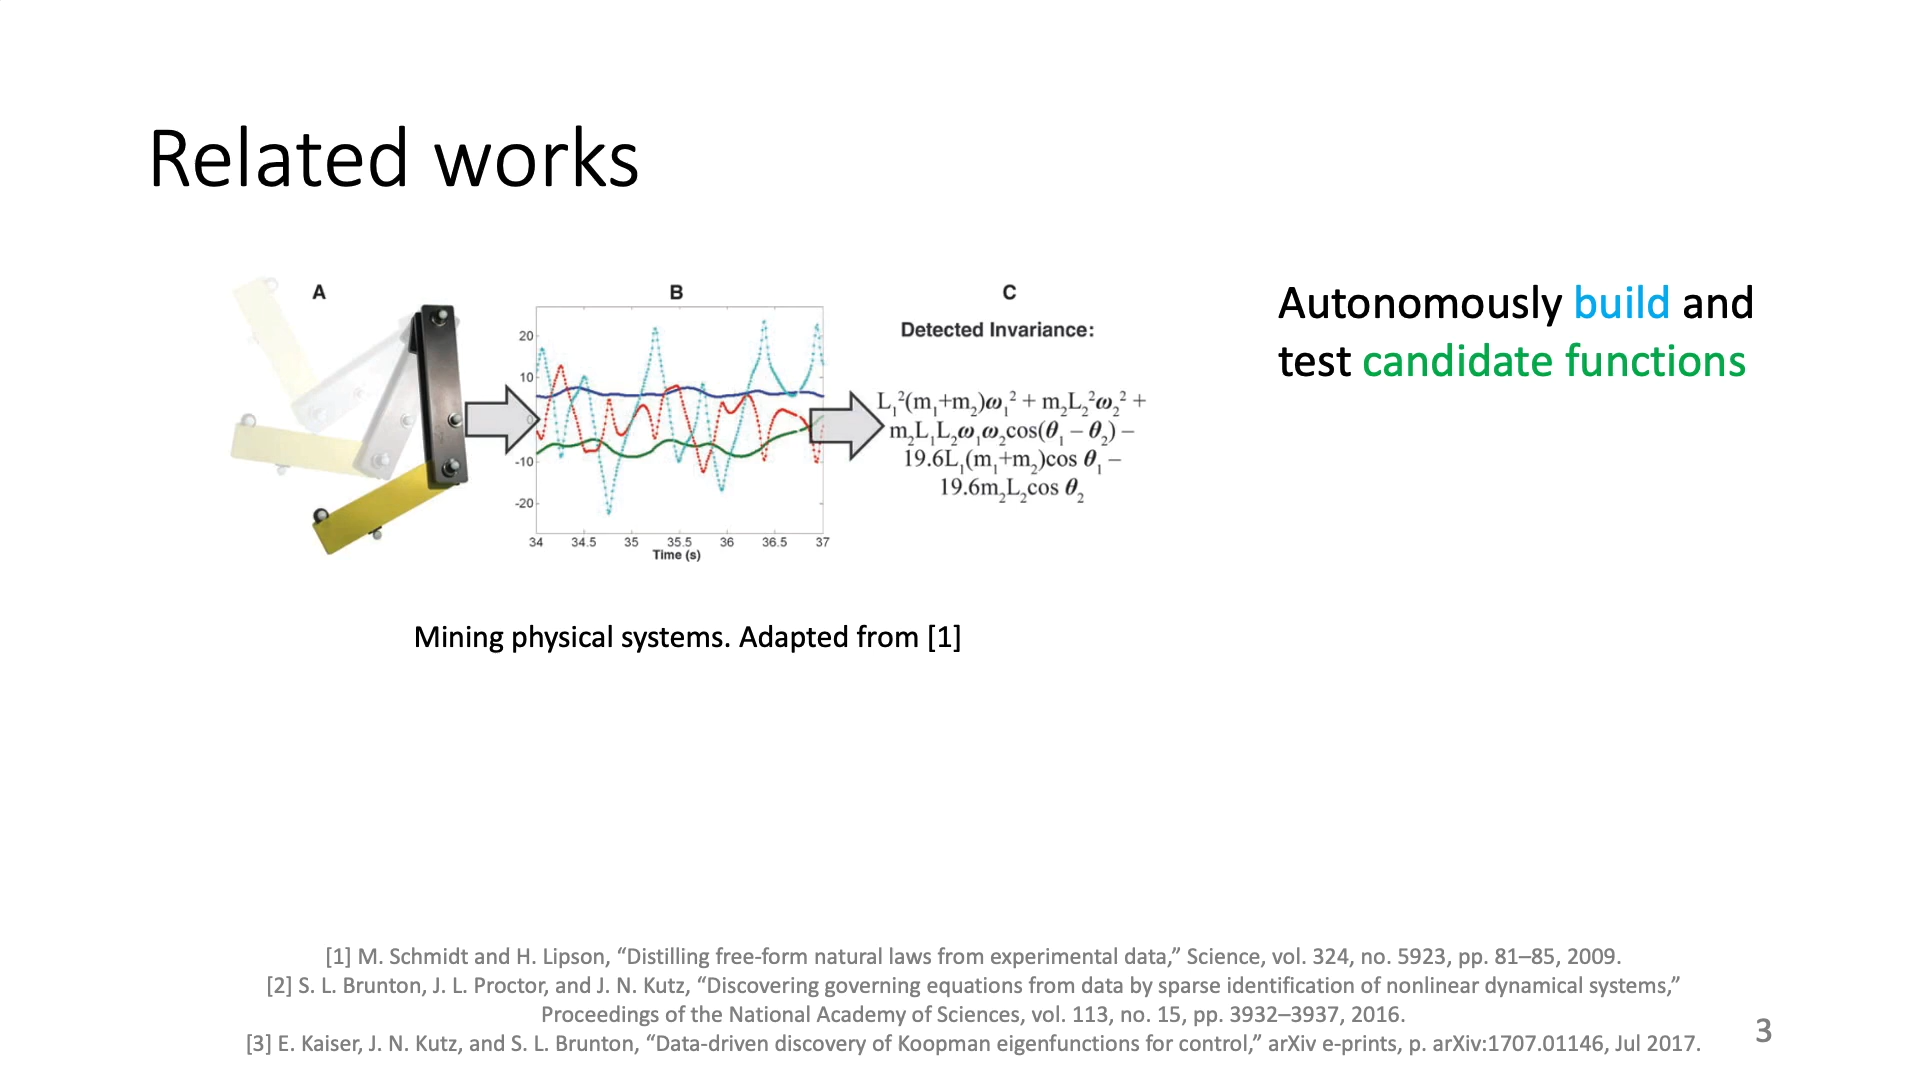 Related works
A
B
C
Detected Invariance:
20
10
0
-10
-20
34 34.5 35 35.5 36 36.5 37
Time (s)
L₁²(m₁+m₂)ω₁² + m₂L₂²ω₂² +
m₂L₁L₂ω₁ω₂cos(θ₁ – θ₂) –
19.6L₁(m₁+m₂)cos θ₁ –
19.6m₂L₂cos θ₂
Autonomously build and
test candidate functions
Mining physical systems. Adapted from [1]
[1] M. Schmidt and H. Lipson, “Distilling free-form natural laws from experimental data,” Science, vol. 324, no. 5923, pp. 81–85, 2009.
[2] S. L. Brunton, J. L. Proctor, and J. N. Kutz, “Discovering governing equations from data by sparse identification of nonlinear dynamical systems,”
Proceedings of the National Academy of Sciences, vol. 113, no. 15, pp. 3932–3937, 2016.
[3] E. Kaiser, J. N. Kutz, and S. L. Brunton, “Data-driven discovery of Koopman eigenfunctions for control,” arXiv e-prints, p. arXiv:1707.01146, Jul 2017.
3